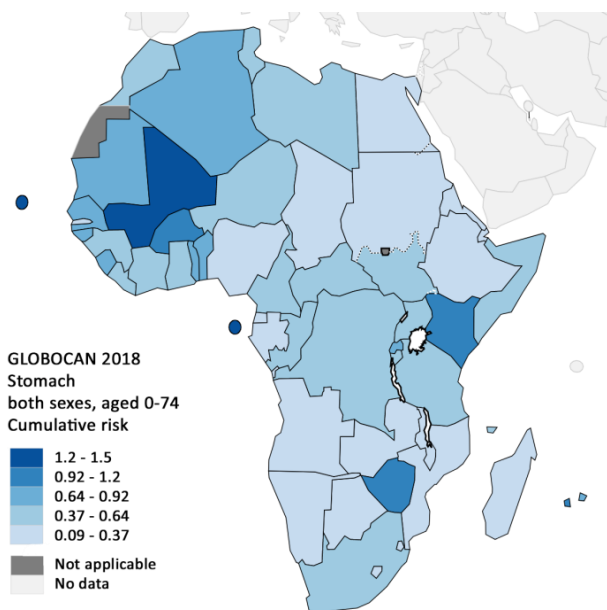 GLOBOCAN 2018
Stomach
both sexes, aged 0-74
Cumulative risk
1.2 - 1.5
0.92 - 1.2
0.64 - 0.92
0.37 - 0.64
0.09 - 0.37
Not applicable
No data